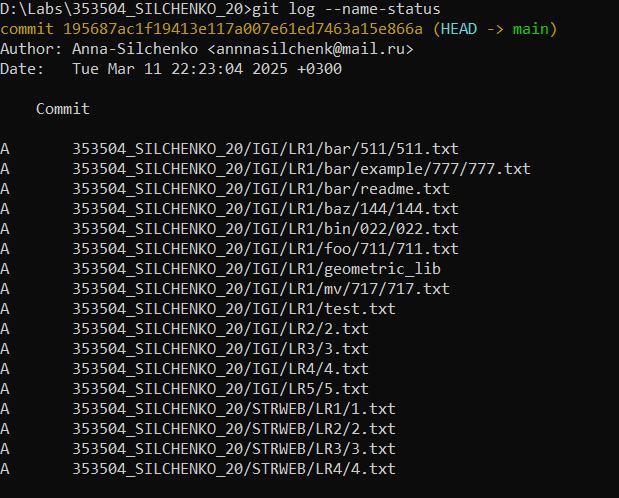 D:\Labs\353504_SILCHENKO_20>git log --name-status
commit 195687ac1f19413e117a007e61ed7463a15e866a (HEAD -> main)
Author: Anna-Silchenko <annnasilchenk@mail.ru>
Date:   Tue Mar 11 22:23:04 2025 +0300
    Commit
A       353504_SILCHENKO_20/IGI/LR1/bar/511/511.txt
A       353504_SILCHENKO_20/IGI/LR1/bar/example/777/777.txt
A       353504_SILCHENKO_20/IGI/LR1/bar/readme.txt
A       353504_SILCHENKO_20/IGI/LR1/baz/144/144.txt
A       353504_SILCHENKO_20/IGI/LR1/bin/022/022.txt
A       353504_SILCHENKO_20/IGI/LR1/foo/711/711.txt
A       353504_SILCHENKO_20/IGI/LR1/geometric_lib
A       353504_SILCHENKO_20/IGI/LR1/mv/717/717.txt
A       353504_SILCHENKO_20/IGI/LR1/test.txt
A       353504_SILCHENKO_20/IGI/LR2/2.txt
A       353504_SILCHENKO_20/IGI/LR3/3.txt
A       353504_SILCHENKO_20/IGI/LR4/4.txt
A       353504_SILCHENKO_20/IGI/LR5/5.txt
A       353504_SILCHENKO_20/STRWEB/LR1/1.txt
A       353504_SILCHENKO_20/STRWEB/LR2/2.txt
A       353504_SILCHENKO_20/STRWEB/LR3/3.txt
A       353504_SILCHENKO_20/STRWEB/LR4/4.txt